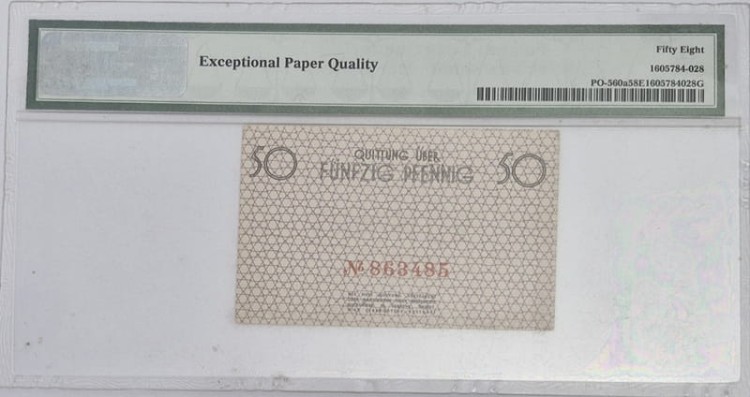 Exceptional Paper Quality
Fifty Eight
1605784-028
PO-560a58E1605784028G
50
QUITTUNG ÜBER
FÜNFZIG PFENNIG
50
№ 863485